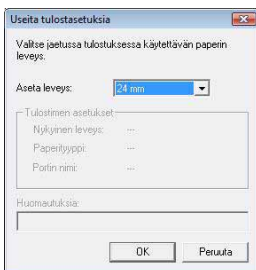 Useita tulostasetuksia
Valitse jaetussa tulostuksessa käytettävän paperin
leveys.
Aseta leveys: 24 mm
Tulostimen asetukset
Nykyinen leveys: ---
Paperityyppi: ---
Portin nimi: ---
Huomautuksia:
OK Peruuta